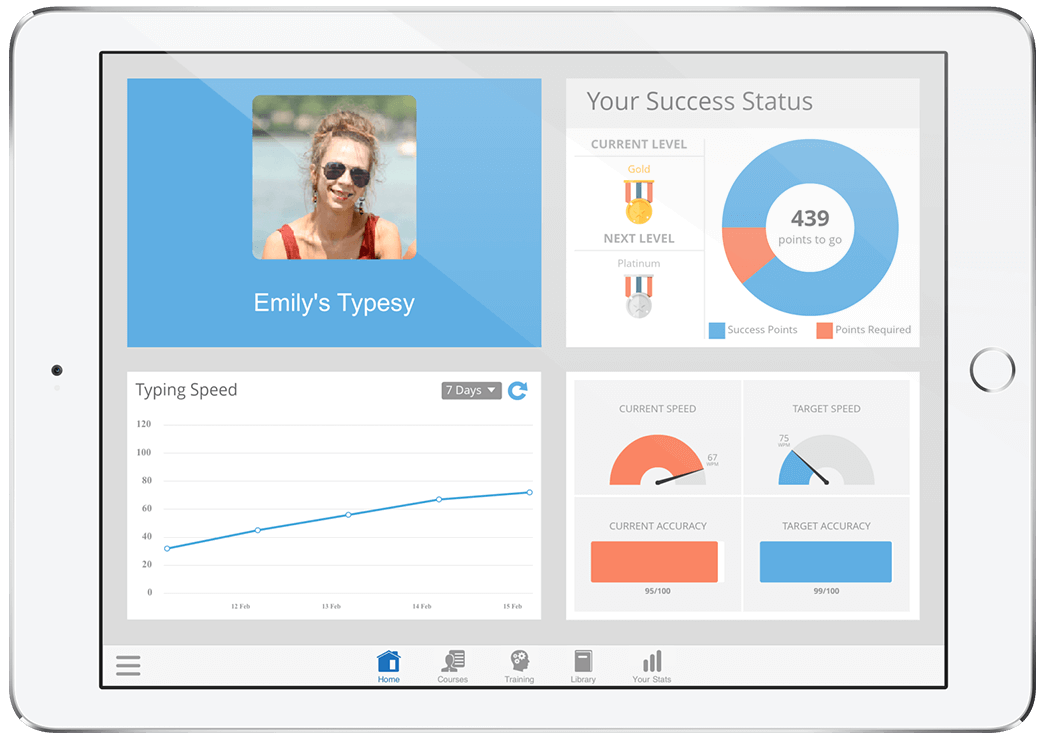 Emily's Typesy
Your Success Status
CURRENT LEVEL
Gold
NEXT LEVEL
Platinum
439
points to go
Success Points
Points Required
Typing Speed
7 Days
120
100
80
60
40
20
0
12 Feb
13 Feb
14 Feb
15 Feb
CURRENT SPEED
67
WPM
TARGET SPEED
75
WPM
CURRENT ACCURACY
95/100
TARGET ACCURACY
99/100
Home
Courses
Training
Library
Your Stats